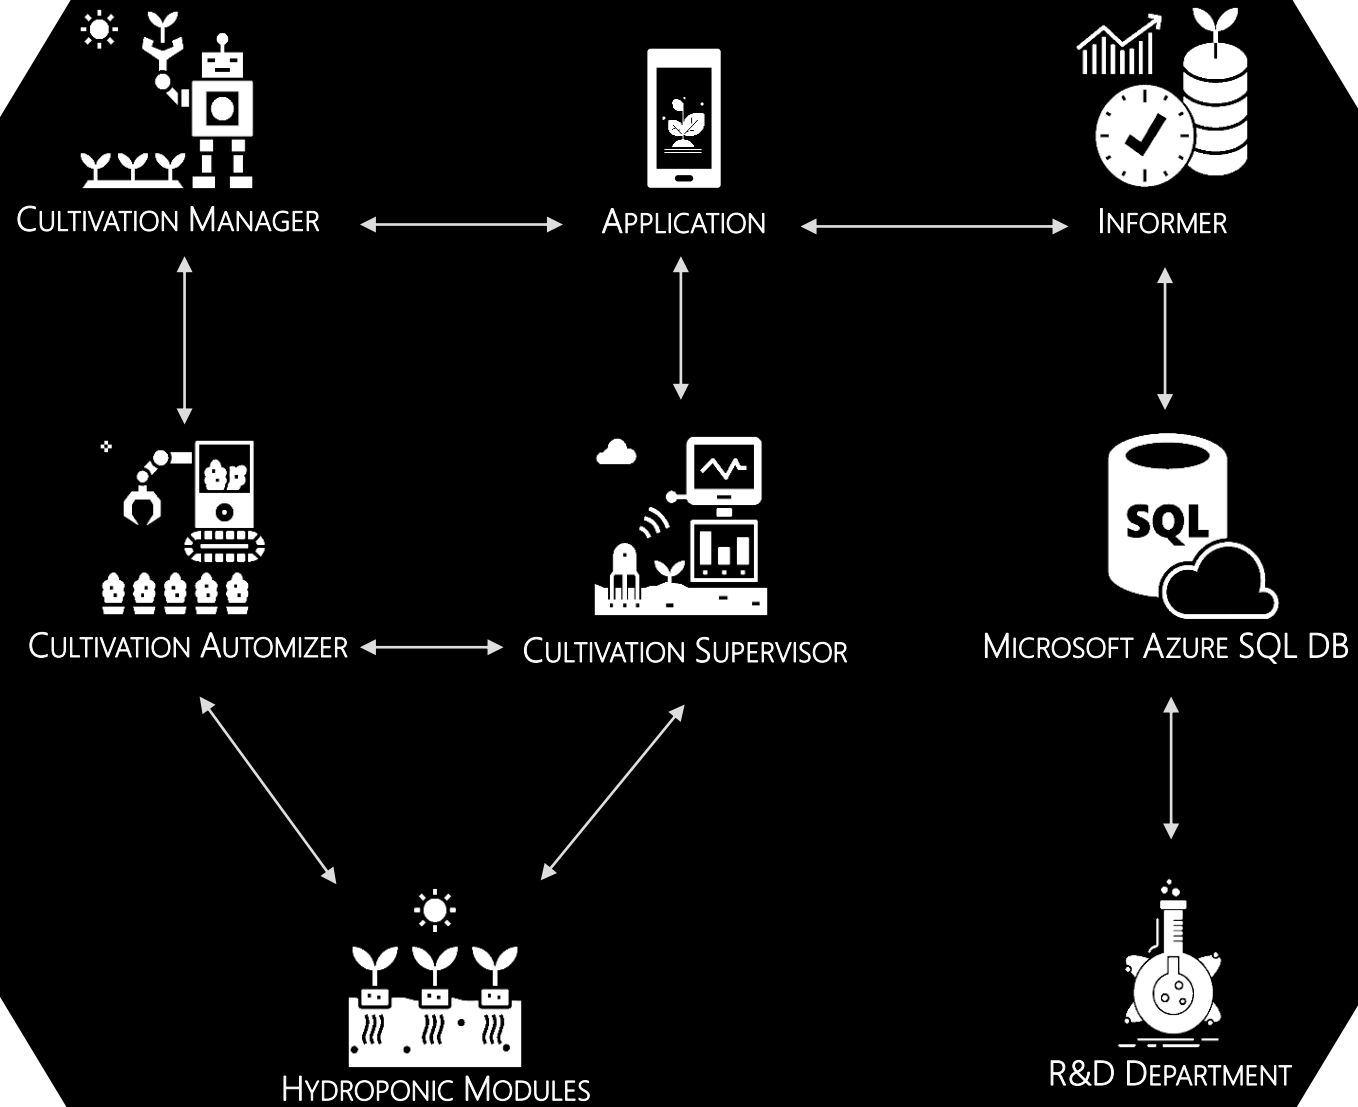 Cultivation Manager
Application
Informer
SQL
Cultivation Automizer
Cultivation Supervisor
Microsoft Azure SQL DB
Hydroponic Modules
R&D Department